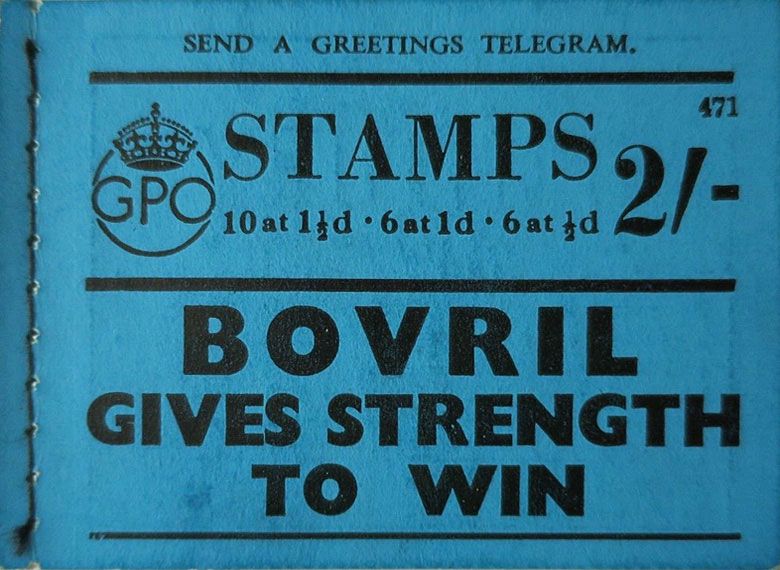 SEND A GREETINGS TELEGRAM.
471
GPO
STAMPS 2/-
10 at 1½d · 6 at 1d · 6 at ½d
BOVRIL
GIVES STRENGTH
TO WIN